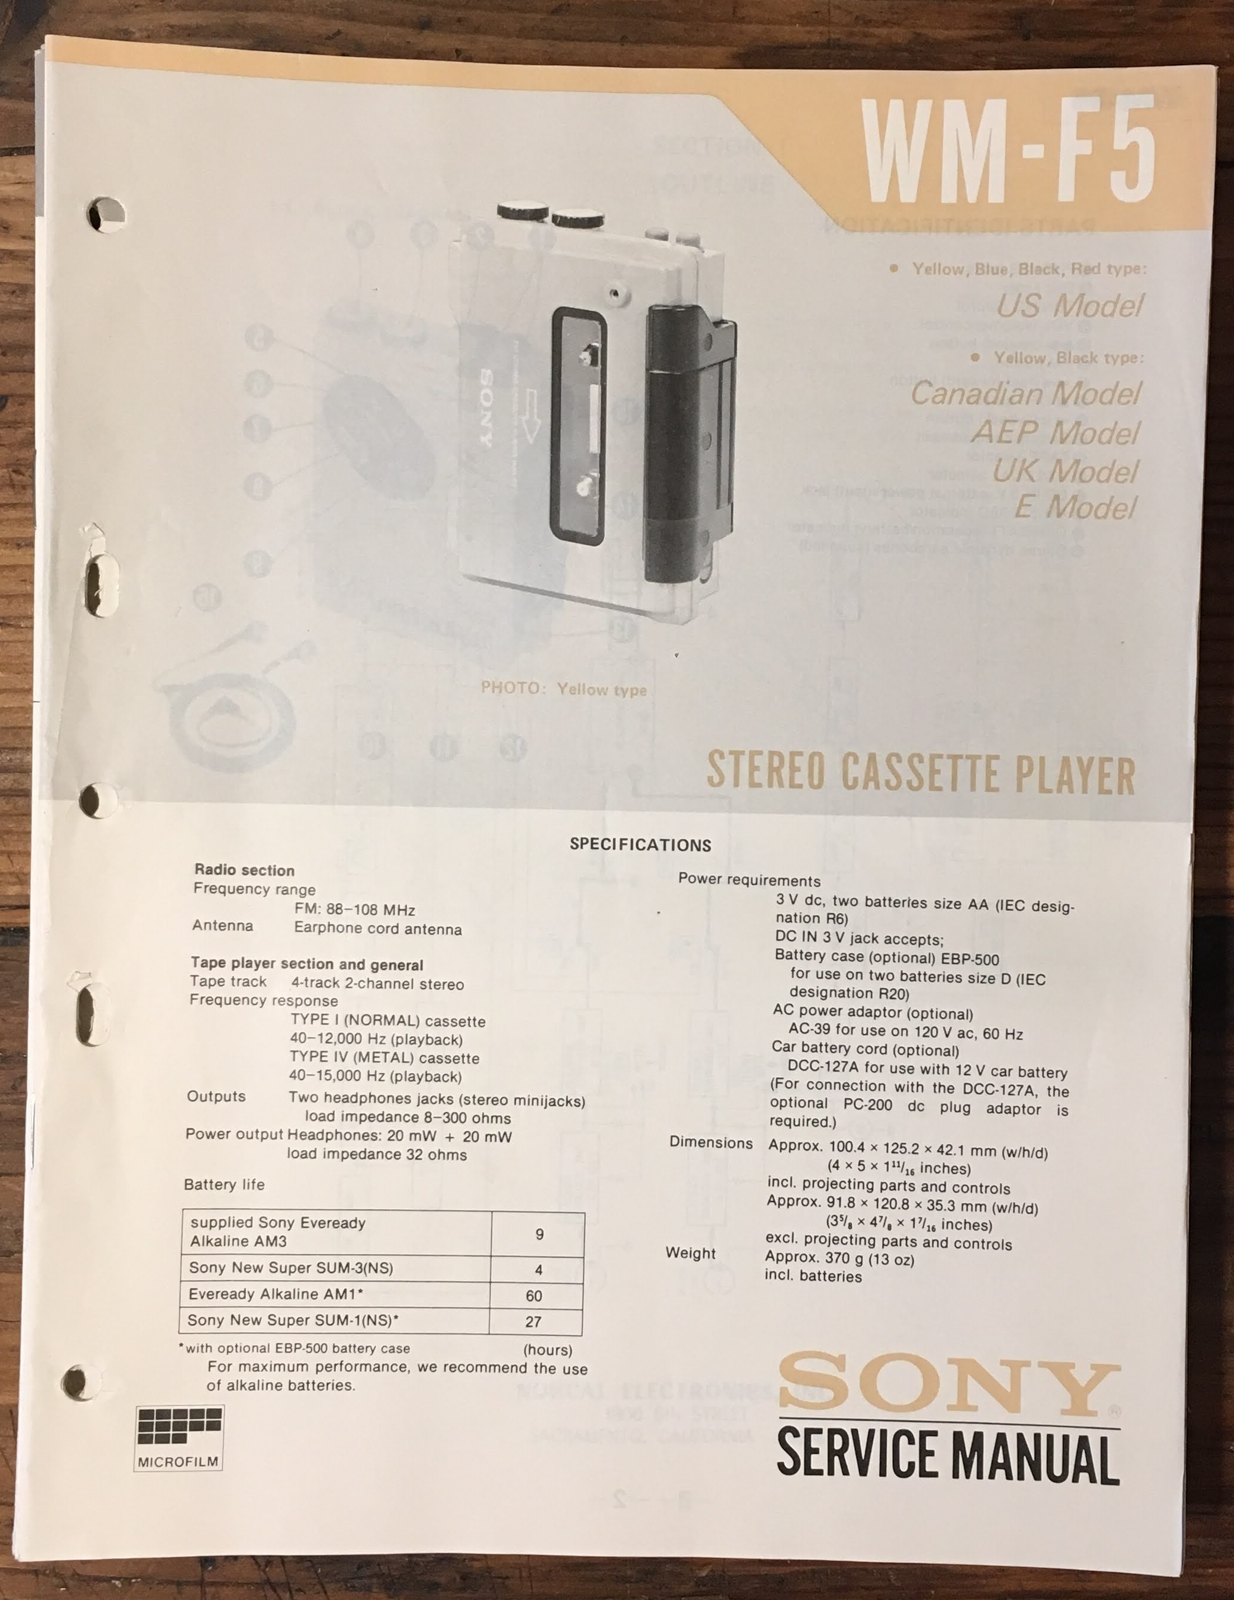 WM-F5
• Yellow, Blue, Black, Red type:
US Model
• Yellow, Black type:
Canadian Model
AEP Model
UK Model
E Model
SONY
PHOTO: Yellow type
STEREO CASSETTE PLAYER
SPECIFICATIONS
Radio section
Frequency range
FM: 88–108 MHz
Antenna Earphone cord antenna
Tape player section and general
Tape track 4-track 2-channel stereo
Frequency response
TYPE I (NORMAL) cassette
40–12,000 Hz (playback)
TYPE IV (METAL) cassette
40–15,000 Hz (playback)
Outputs Two headphones jacks (stereo minijacks)
load impedance 8–300 ohms
Power output Headphones: 20 mW + 20 mW
load impedance 32 ohms
Battery life
supplied Sony Eveready
Alkaline AM3 9
Sony New Super SUM-3(NS) 4
Eveready Alkaline AM1* 60
Sony New Super SUM-1(NS)* 27
*with optional EBP-500 battery case (hours)
For maximum performance, we recommend the use
of alkaline batteries.
Power requirements
3 V dc, two batteries size AA (IEC desig-
nation R6)
DC IN 3 V jack accepts;
Battery case (optional) EBP-500
for use on two batteries size D (IEC
designation R20)
AC power adaptor (optional)
AC-39 for use on 120 V ac, 60 Hz
Car battery cord (optional)
DCC-127A for use with 12 V car battery
(For connection with the DCC-127A, the
optional PC-200 dc plug adaptor is
required.)
Dimensions Approx. 100.4 × 125.2 × 42.1 mm (w/h/d)
(4 × 5 × 1¹¹/₁₆ inches)
incl. projecting parts and controls
Approx. 91.8 × 120.8 × 35.3 mm (w/h/d)
(3⁵/₈ × 4⁷/₈ × 1⁷/₁₆ inches)
excl. projecting parts and controls
Weight Approx. 370 g (13 oz)
incl. batteries
MICROFILM
SONY®
SERVICE MANUAL